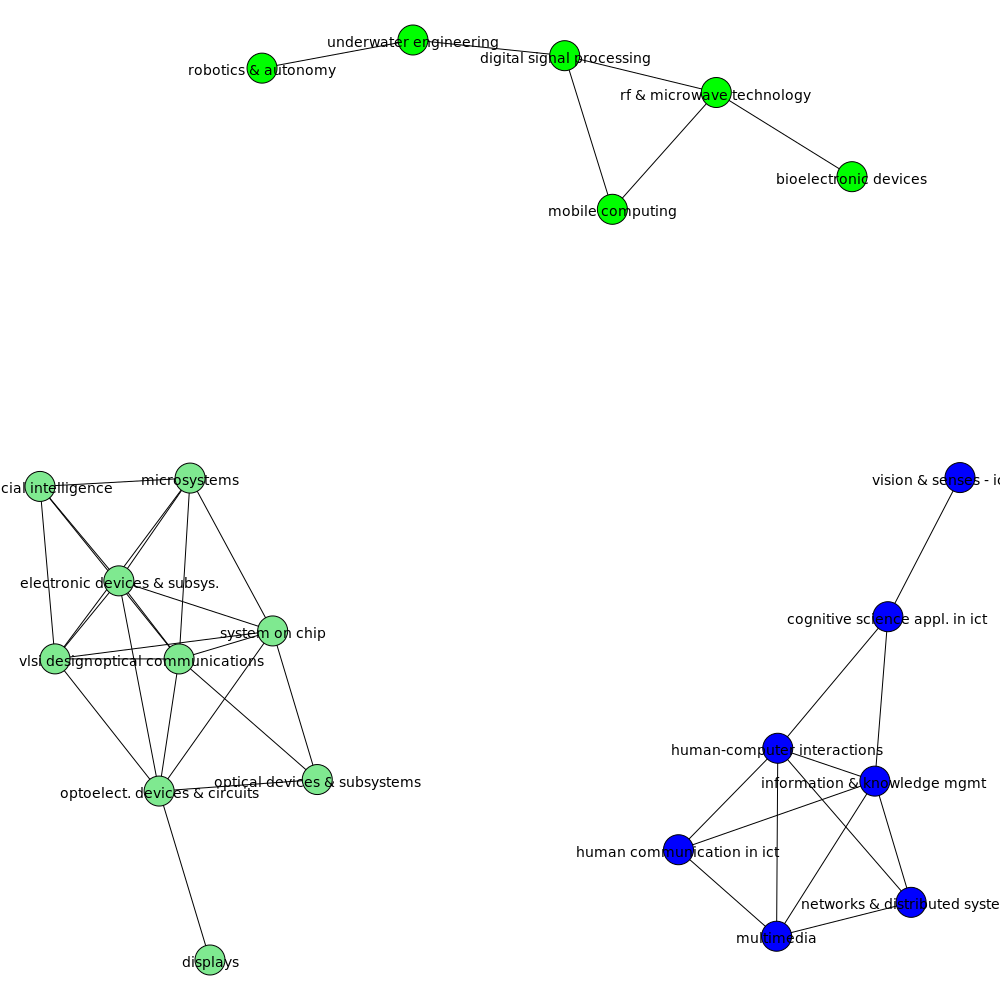 underwater engineering
digital signal processing
robotics & autonomy
rf & microwave technology
bioelectronic devices
mobile computing
cial intelligence
microsystems
vision & senses - ic
electronic devices & subsys.
cognitive science appl. in ict
system on chip
vlsi design
optical communications
human-computer interactions
optical devices & subsystems
information & knowledge mgmt
optoelect. devices & circuits
human communication in ict
networks & distributed syste
multimedia
displays